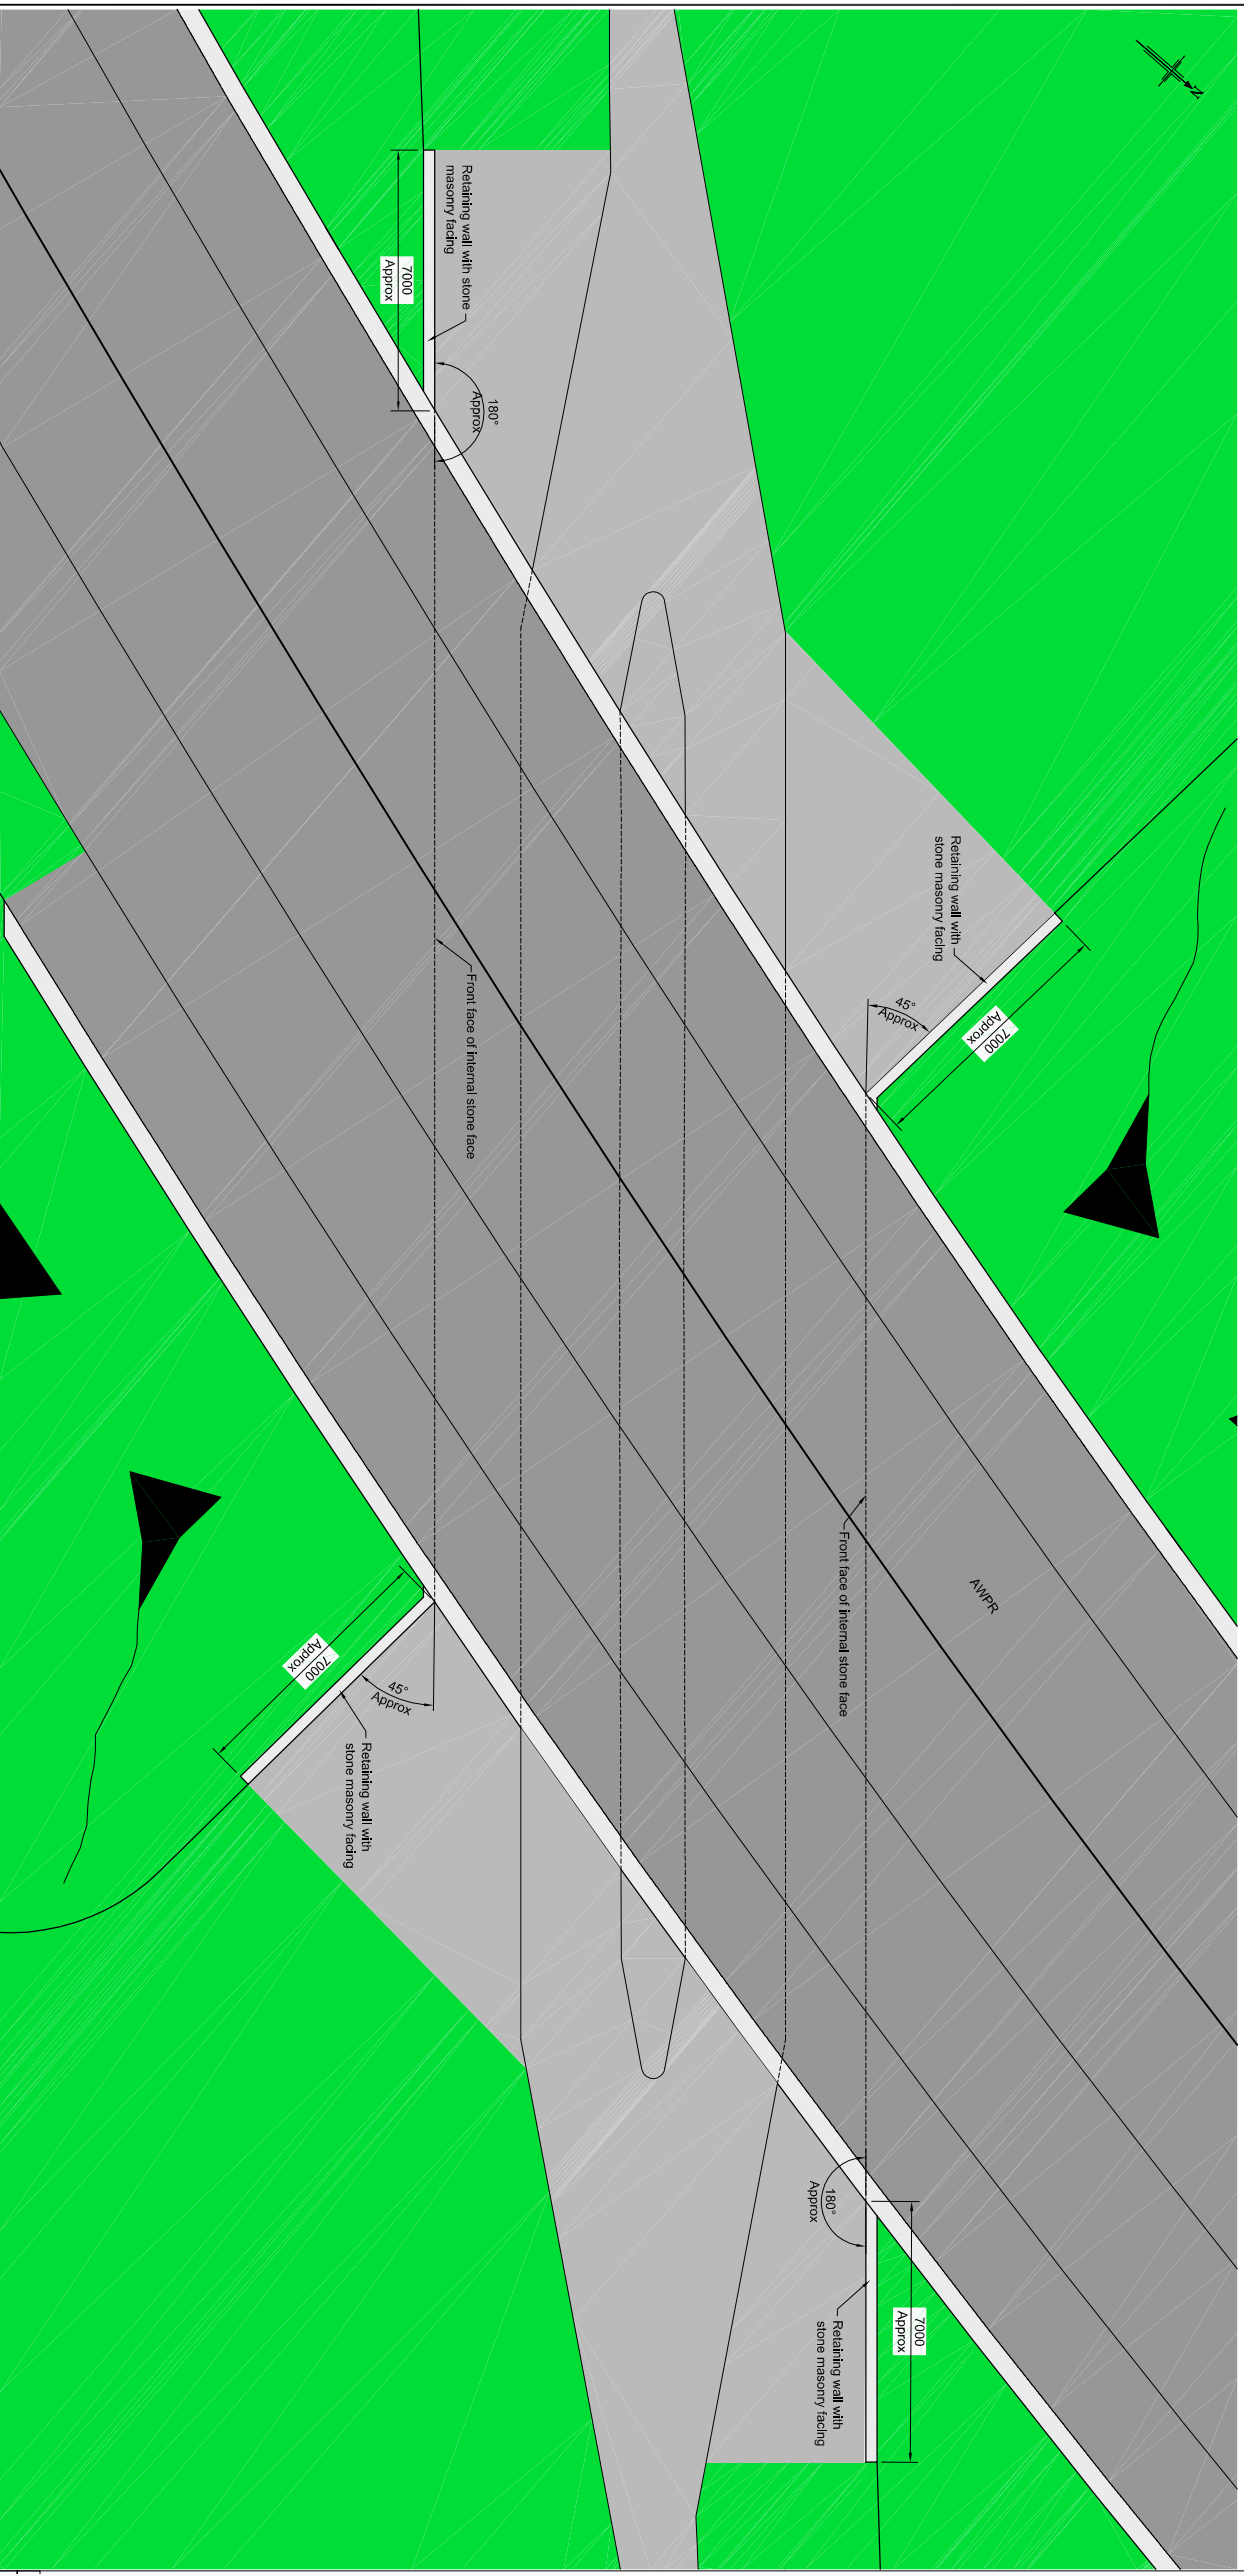 N
Retaining wall with stone
masonry facing
7000
Approx
180°
Approx
Retaining wall with
stone masonry facing
45°
Approx
7000
Approx
Front face of internal stone face
Front face of internal stone face
AWPR
7000
Approx
45°
Approx
Retaining wall with
stone masonry facing
180°
Approx
7000
Approx
Retaining wall with
stone masonry facing